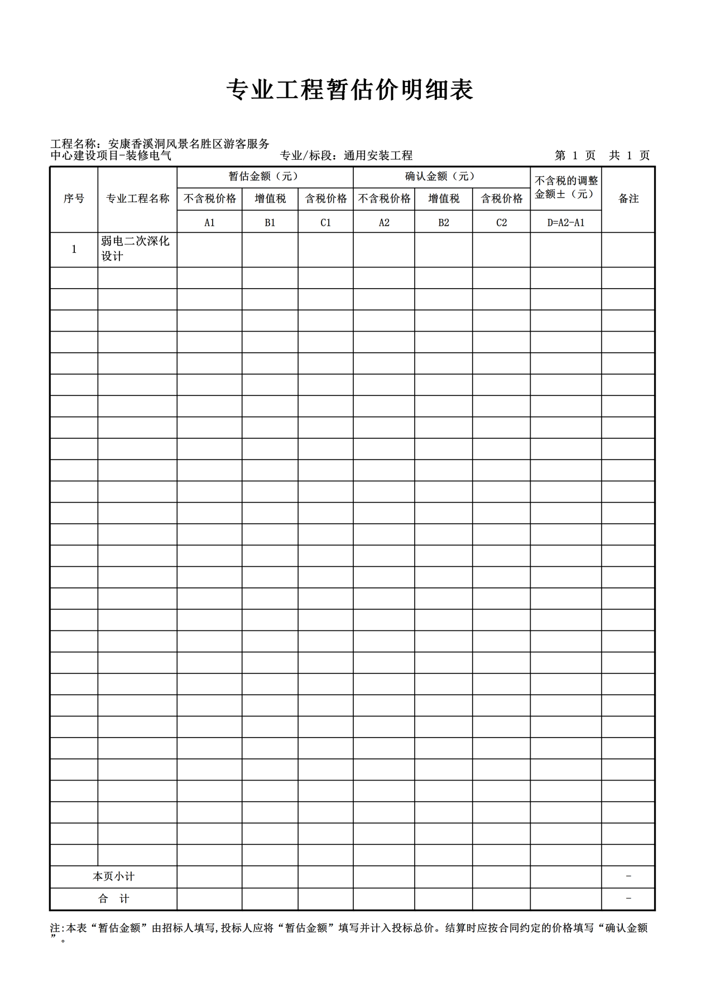 专业工程暂估价明细表
工程名称：安康香溪洞风景名胜区游客服务
中心建设项目-装修电气 专业/标段：通用安装工程 第 1 页 共 1 页
序号 专业工程名称 暂估金额（元） 确认金额（元） 不含税的调整 备注
金额±（元）
不含税价格 增值税 含税价格 不含税价格 增值税 含税价格
A1 B1 C1 A2 B2 C2 D=A2-A1
1 弱电二次深化
设计
本页小计 -
合 计 -
注:本表“暂估金额”由招标人填写,投标人应将“暂估金额”填写并计入投标总价。结算时应按合同约定的价格填写“确认金额
”。